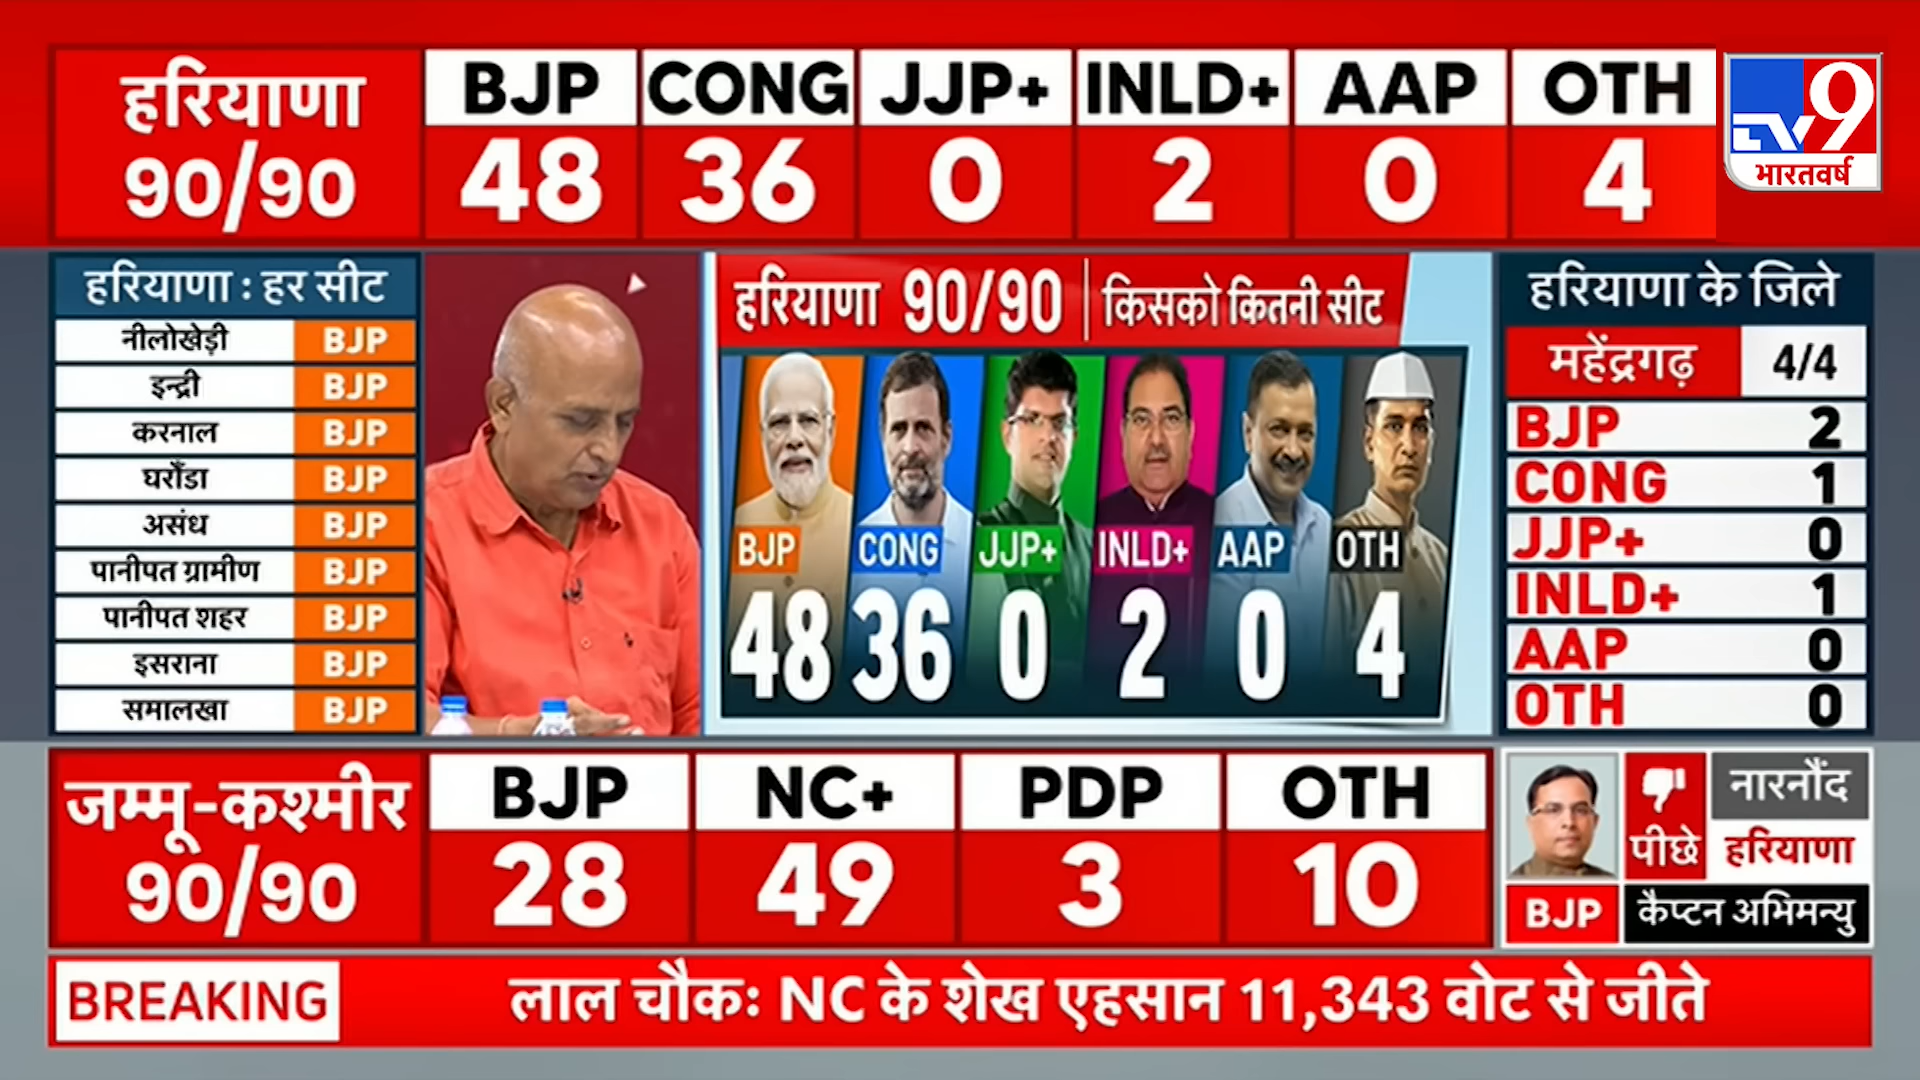 हरियाणा
90/90
BJP CONG JJP+ INLD+ AAP OTH
48 36 0 2 0 4
TV9
भारतवर्ष
हरियाणा : हर सीट
नीलोखेड़ी BJP
इन्द्री BJP
करनाल BJP
घरौंडा BJP
असंध BJP
पानीपत ग्रामीण BJP
पानीपत शहर BJP
इसराना BJP
समालखा BJP
हरियाणा 90/90 किसको कितनी सीट
BJP CONG JJP+ INLD+ AAP OTH
48 36 0 2 0 4
हरियाणा के जिले
महेंद्रगढ़ 4/4
BJP 2
CONG 1
JJP+ 0
INLD+ 1
AAP 0
OTH 0
जम्मू-कश्मीर
90/90
BJP NC+ PDP OTH
28 49 3 10
नारनौंद
पीछे हरियाणा
BJP कैप्टन अभिमन्यु
BREAKING लाल चौक: NC के शेख एहसान 11,343 वोट से जीते